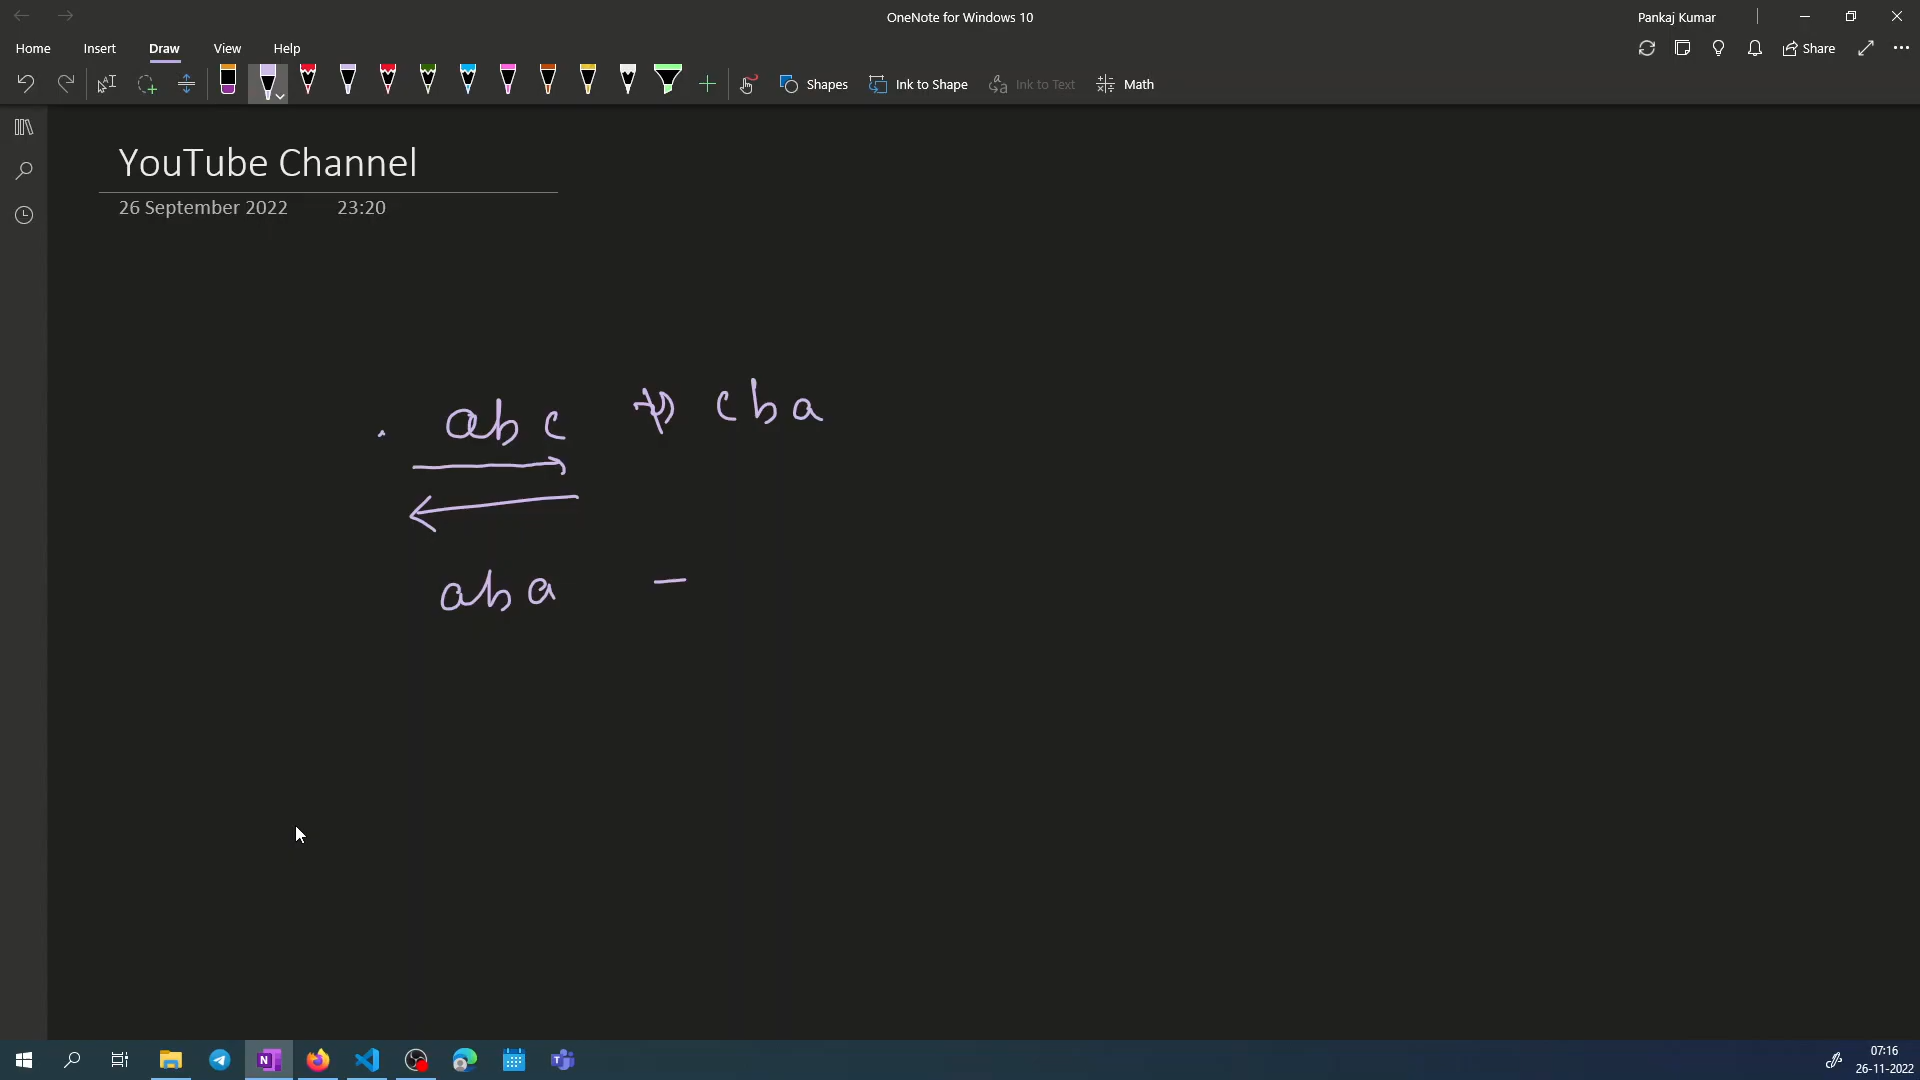 OneNote for Windows 10
Pankaj Kumar
Home Insert Draw View Help
Share
Shapes Ink to Shape Ink to Text Math
YouTube Channel
26 September 2022 23:20
abc cba
aba –
07:16
26-11-2022